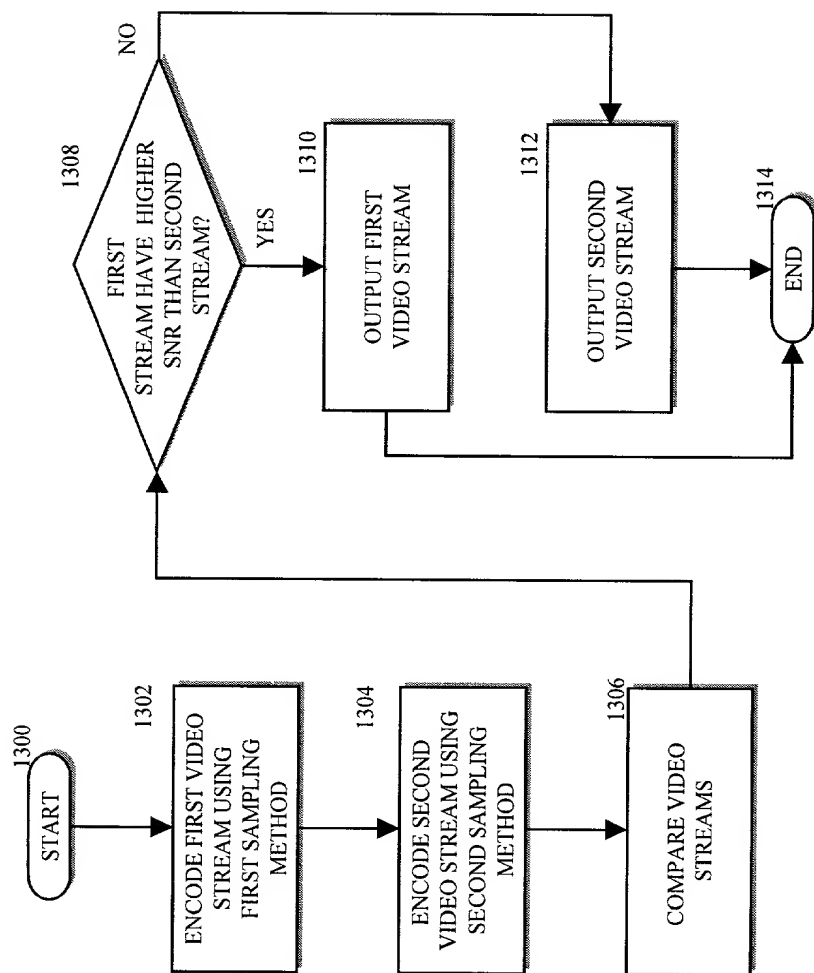 1300
START
1302
ENCODE FIRST VIDEO
STREAM USING
FIRST SAMPLING
METHOD
1304
ENCODE SECOND
VIDEO STREAM USING
SECOND SAMPLING
METHOD
1306
COMPARE VIDEO
STREAMS
1308
FIRST
STREAM HAVE HIGHER
SNR THAN SECOND
STREAM?
NO
YES
1310
OUTPUT FIRST
VIDEO STREAM
1312
OUTPUT SECOND
VIDEO STREAM
1314
END